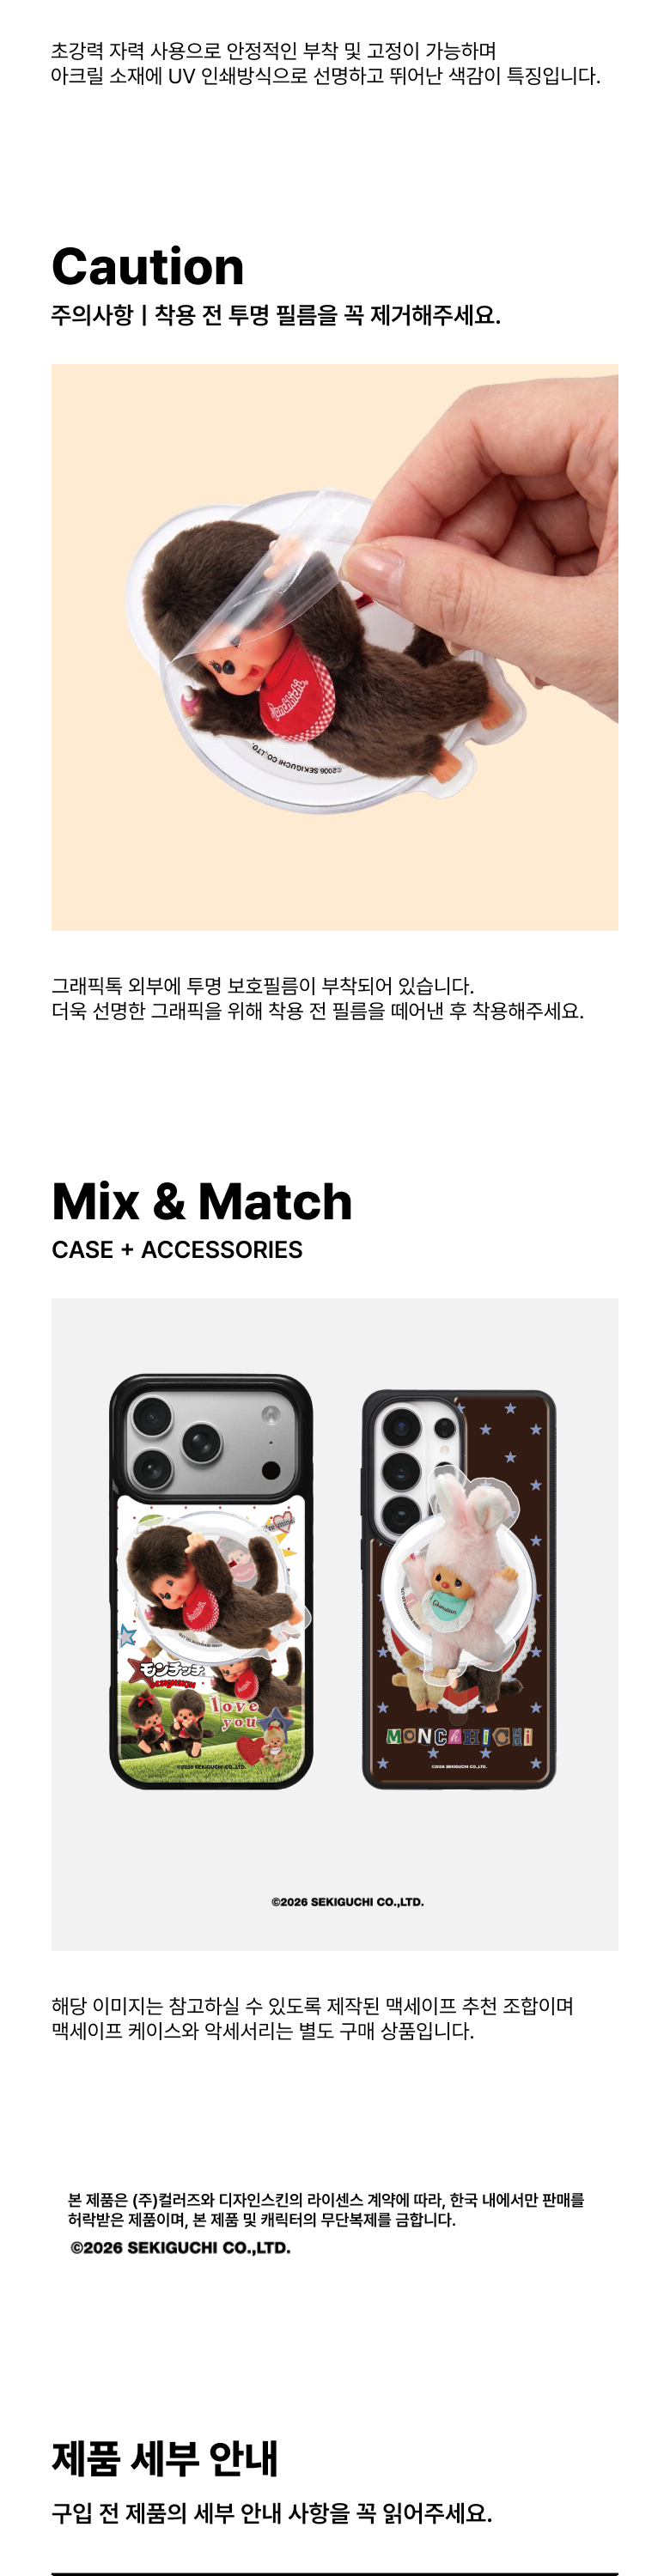 초강력 자력 사용으로 안정적인 부착 및 고정이 가능하며
아크릴 소재에 UV 인쇄방식으로 선명하고 뛰어난 색감이 특징입니다.
Caution
주의사항 | 착용 전 투명 필름을 꼭 제거해주세요.
Monchhichi
©2006 SEKIGUCHI CO.,LTD.
그래픽톡 외부에 투명 보호필름이 부착되어 있습니다.
더욱 선명한 그래픽을 위해 착용 전 필름을 떼어낸 후 착용해주세요.
Mix & Match
CASE + ACCESSORIES
モンチッチ
love
you
©2026 SEKIGUCHI CO.,LTD.
MONCHHICHI
©2026 SEKIGUCHI CO.,LTD.
©2026 SEKIGUCHI CO.,LTD.
해당 이미지는 참고하실 수 있도록 제작된 맥세이프 추천 조합이며
맥세이프 케이스와 악세서리는 별도 구매 상품입니다.
본 제품은 (주)컬러즈와 디자인스킨의 라이센스 계약에 따라, 한국 내에서만 판매를
허락받은 제품이며, 본 제품 및 캐릭터의 무단복제를 금합니다.
©2026 SEKIGUCHI CO.,LTD.
제품 세부 안내
구입 전 제품의 세부 안내 사항을 꼭 읽어주세요.